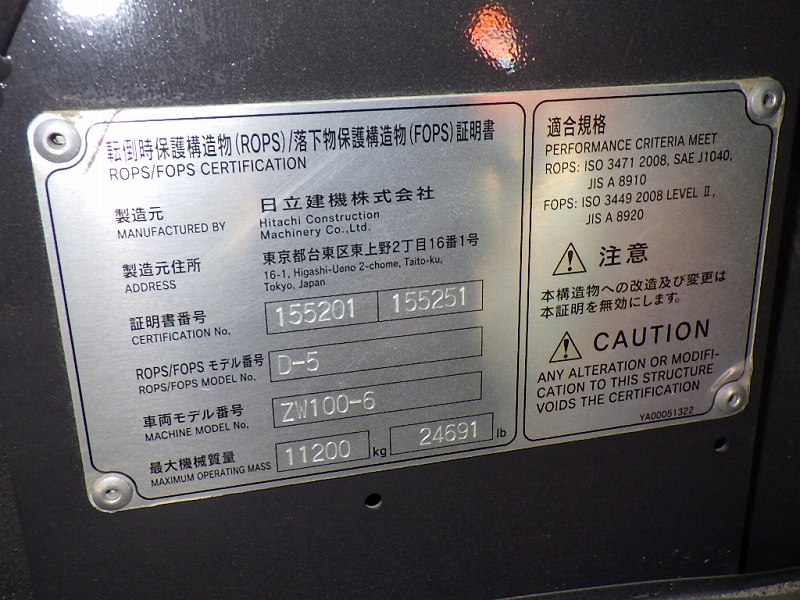 転倒時保護構造物(ROPS)/落下物保護構造物(FOPS)証明書
ROPS/FOPS CERTIFICATION
製造元
MANUFACTURED BY
日立建機株式会社
Hitachi Construction
Machinery Co.,Ltd.
製造元住所
ADDRESS
東京都台東区東上野2丁目16番1号
16-1, Higashi-Ueno 2-chome, Taito-ku,
Tokyo, Japan
証明書番号
CERTIFICATION No.
155201 155251
ROPS/FOPS モデル番号
ROPS/FOPS MODEL No.
D-5
車両モデル番号
MACHINE MODEL No.
ZW100-6
最大機械質量
MAXIMUM OPERATING MASS
11200 kg 24691 lb
適合規格
PERFORMANCE CRITERIA MEET
ROPS: ISO 3471 2008, SAE J1040,
JIS A 8910
FOPS: ISO 3449 2008 LEVEL Ⅱ,
JIS A 8920
注意
本構造物への改造及び変更は
本証明を無効にします。
CAUTION
ANY ALTERATION OR MODIFI-
CATION TO THIS STRUCTURE
VOIDS THE CERTIFICATION
YA00051322